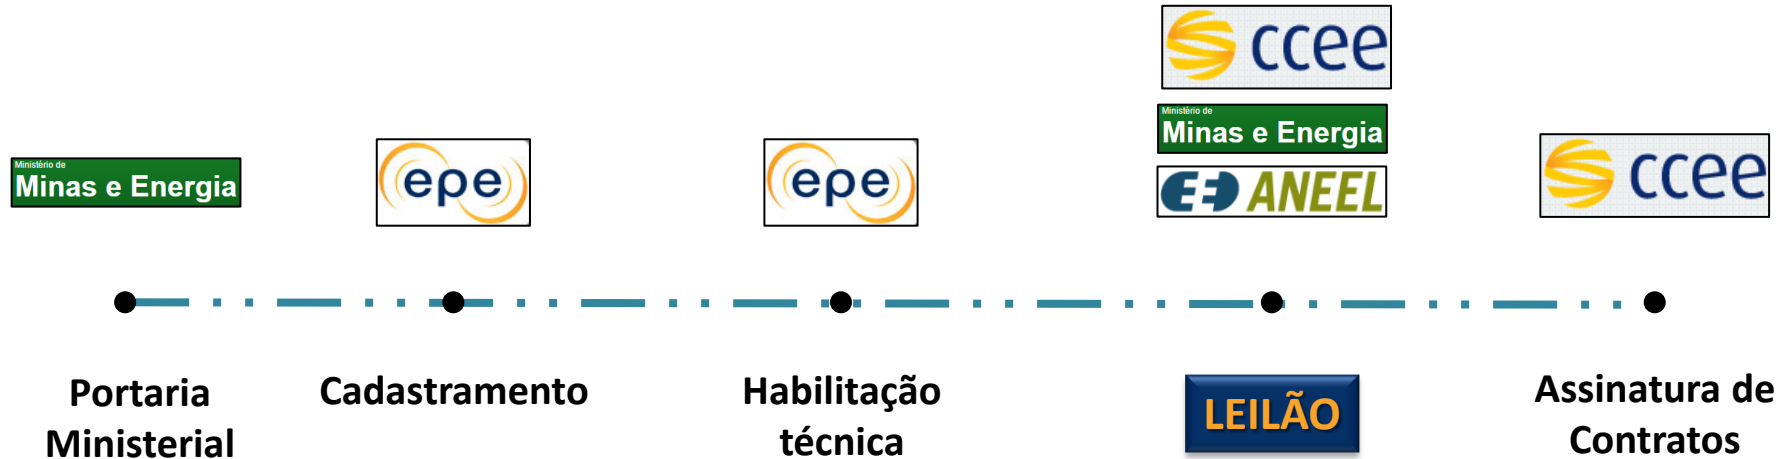 ccee
Ministério de
Minas e Energia
ANEEL
Ministério de
Minas e Energia
epe
epe
ccee
Portaria
Ministerial
Cadastramento
Habilitação
técnica
LEILÃO
Assinatura de
Contratos